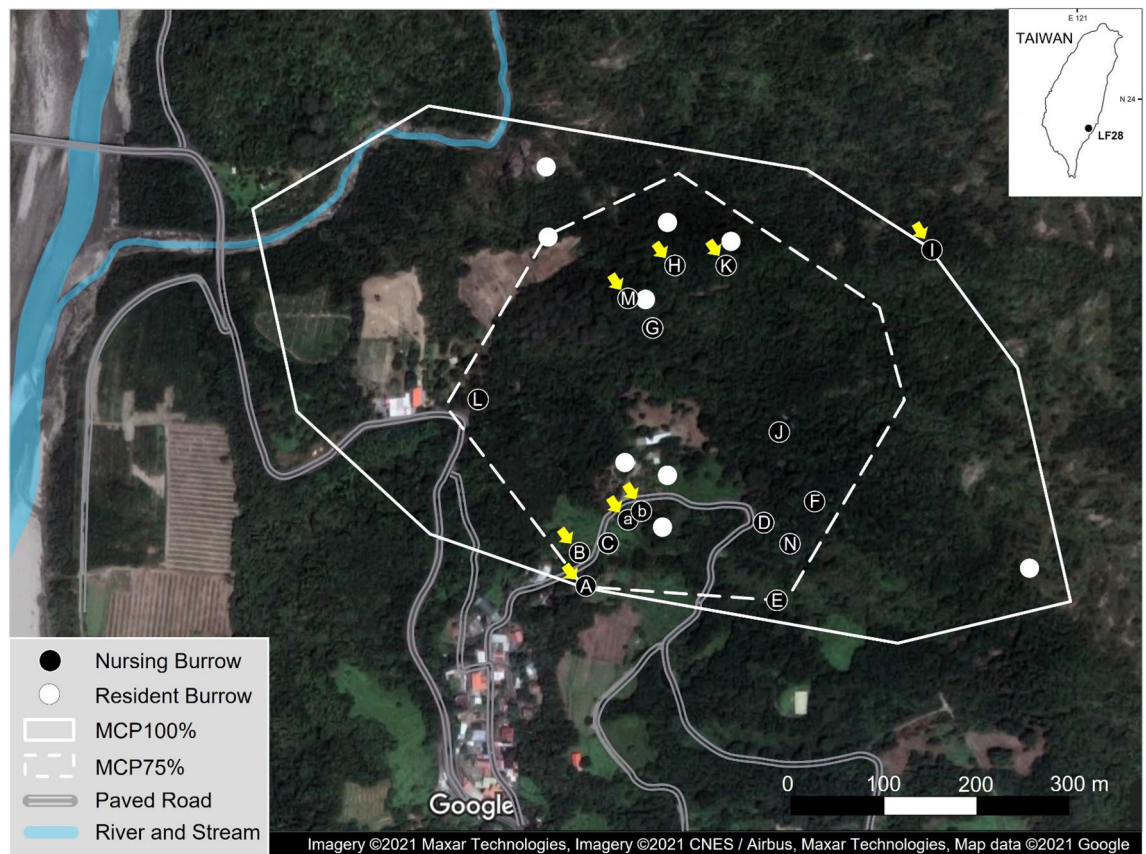 E 121
TAIWAN
N 24
LF28
I
H
K
M
G
L
J
F
b
a
D
B
C
N
A
E
Nursing Burrow
Resident Burrow
MCP100%
MCP75%
Paved Road
River and Stream
0 100 200 300 m
Google
Imagery ©2021 Maxar Technologies, Imagery ©2021 CNES / Airbus, Maxar Technologies, Map data ©2021 Google